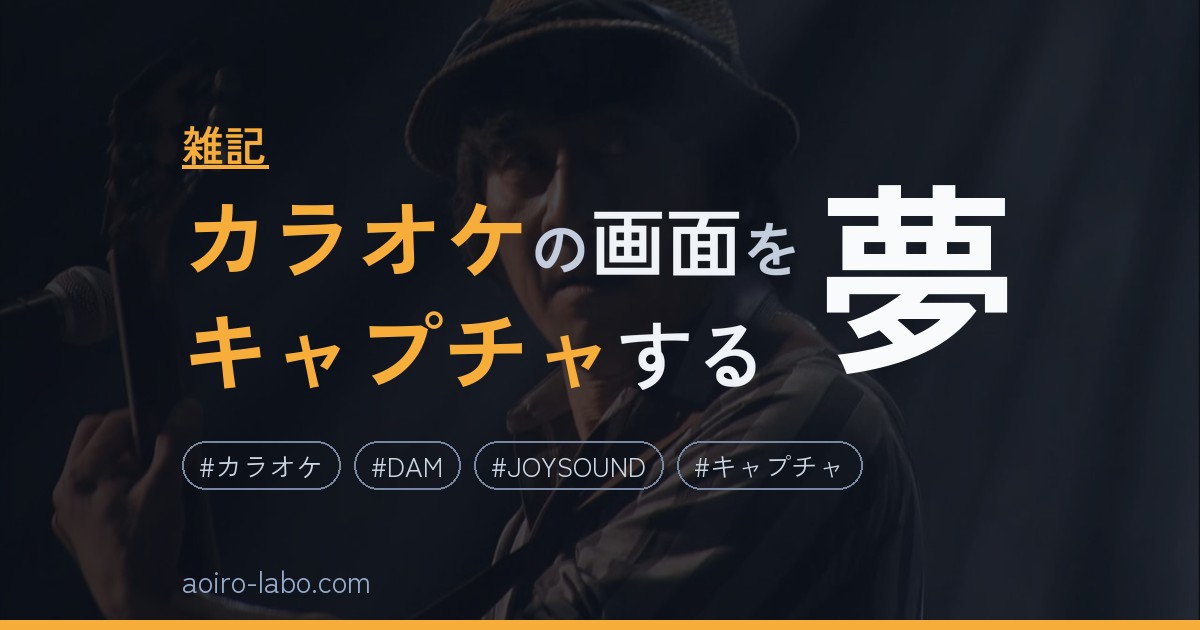 雑記
カラオケの画面を
キャプチャする
夢
#カラオケ
#DAM
#JOYSOUND
#キャプチャ
aoiro-labo.com